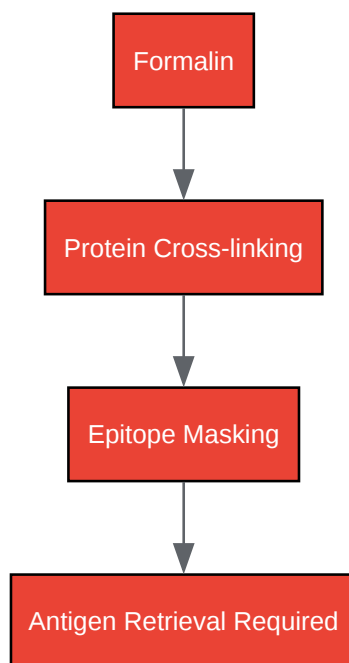 Formalin
Protein Cross-linking
Epitope Masking
Antigen Retrieval Required